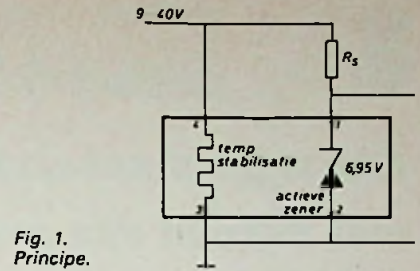 9 40V
Rs
4
1
temp
stabilisatie
6,95 V
actieve
zener
3
2
Fig. 1.
Principe.